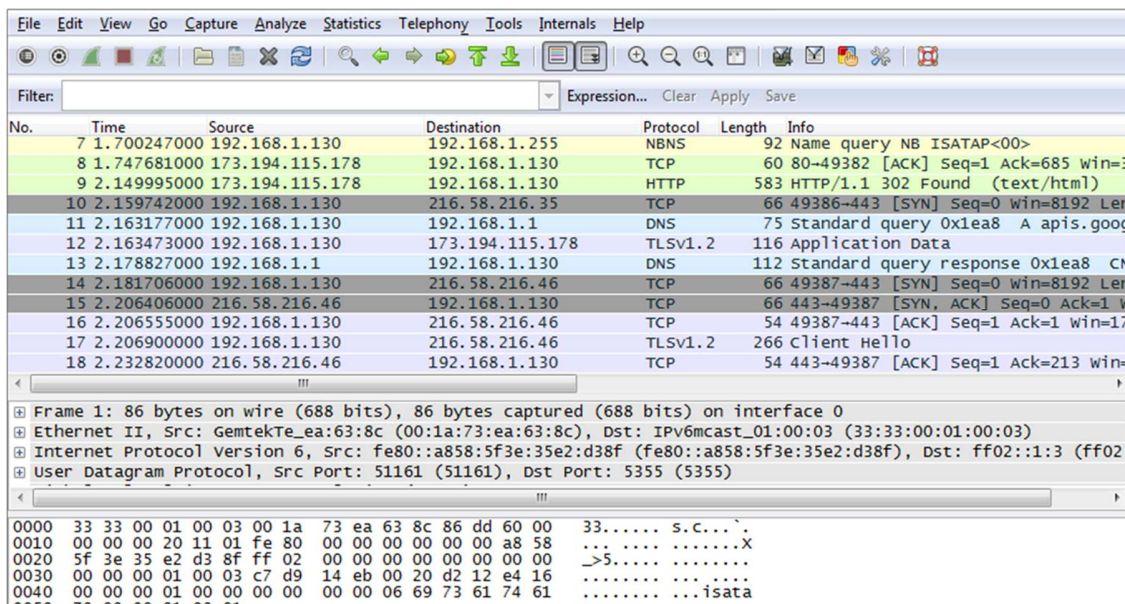 File Edit View Go Capture Analyze Statistics Telephony Tools Internals Help
Filter: Expression... Clear Apply Save
No. Time Source Destination Protocol Length Info
7 1.700247000 192.168.1.130 192.168.1.255 NBNS 92 Name query NB ISATAP<00>
8 1.747681000 173.194.115.178 192.168.1.130 TCP 60 80→49382 [ACK] Seq=1 Ack=685 Win=3
9 2.149995000 173.194.115.178 192.168.1.130 HTTP 583 HTTP/1.1 302 Found (text/html)
10 2.159742000 192.168.1.130 216.58.216.35 TCP 66 49386→443 [SYN] Seq=0 Win=8192 Len
11 2.163177000 192.168.1.130 192.168.1.1 DNS 75 Standard query 0x1ea8 A apis.goog
12 2.163473000 192.168.1.130 173.194.115.178 TLSv1.2 116 Application Data
13 2.178827000 192.168.1.1 192.168.1.130 DNS 112 Standard query response 0x1ea8 CN
14 2.181706000 192.168.1.130 216.58.216.46 TCP 66 49387→443 [SYN] Seq=0 Win=8192 Len
15 2.206406000 216.58.216.46 192.168.1.130 TCP 66 443→49387 [SYN, ACK] Seq=0 Ack=1 W
16 2.206555000 192.168.1.130 216.58.216.46 TCP 54 49387→443 [ACK] Seq=1 Ack=1 Win=17
17 2.206900000 192.168.1.130 216.58.216.46 TLSv1.2 266 Client Hello
18 2.232820000 216.58.216.46 192.168.1.130 TCP 54 443→49387 [ACK] Seq=1 Ack=213 Win=
Frame 1: 86 bytes on wire (688 bits), 86 bytes captured (688 bits) on interface 0
Ethernet II, Src: GemtekTe_ea:63:8c (00:1a:73:ea:63:8c), Dst: IPv6mcast_01:00:03 (33:33:00:01:00:03)
Internet Protocol Version 6, Src: fe80::a858:5f3e:35e2:d38f (fe80::a858:5f3e:35e2:d38f), Dst: ff02::1:3 (ff02
User Datagram Protocol, Src Port: 51161 (51161), Dst Port: 5355 (5355)
0000 33 33 00 01 00 03 00 1a 73 ea 63 8c 86 dd 60 00 33...... s.c...`.
0010 00 00 00 20 11 01 fe 80 00 00 00 00 00 00 a8 58 ... .... .......X
0020 5f 3e 35 e2 d3 8f ff 02 00 00 00 00 00 00 00 00 _>5..... ........
0030 00 00 00 01 00 03 c7 d9 14 eb 00 20 d2 12 e4 16 ........ ... ....
0040 00 00 00 01 00 00 00 00 00 00 06 69 73 61 74 61 ........ ...isata